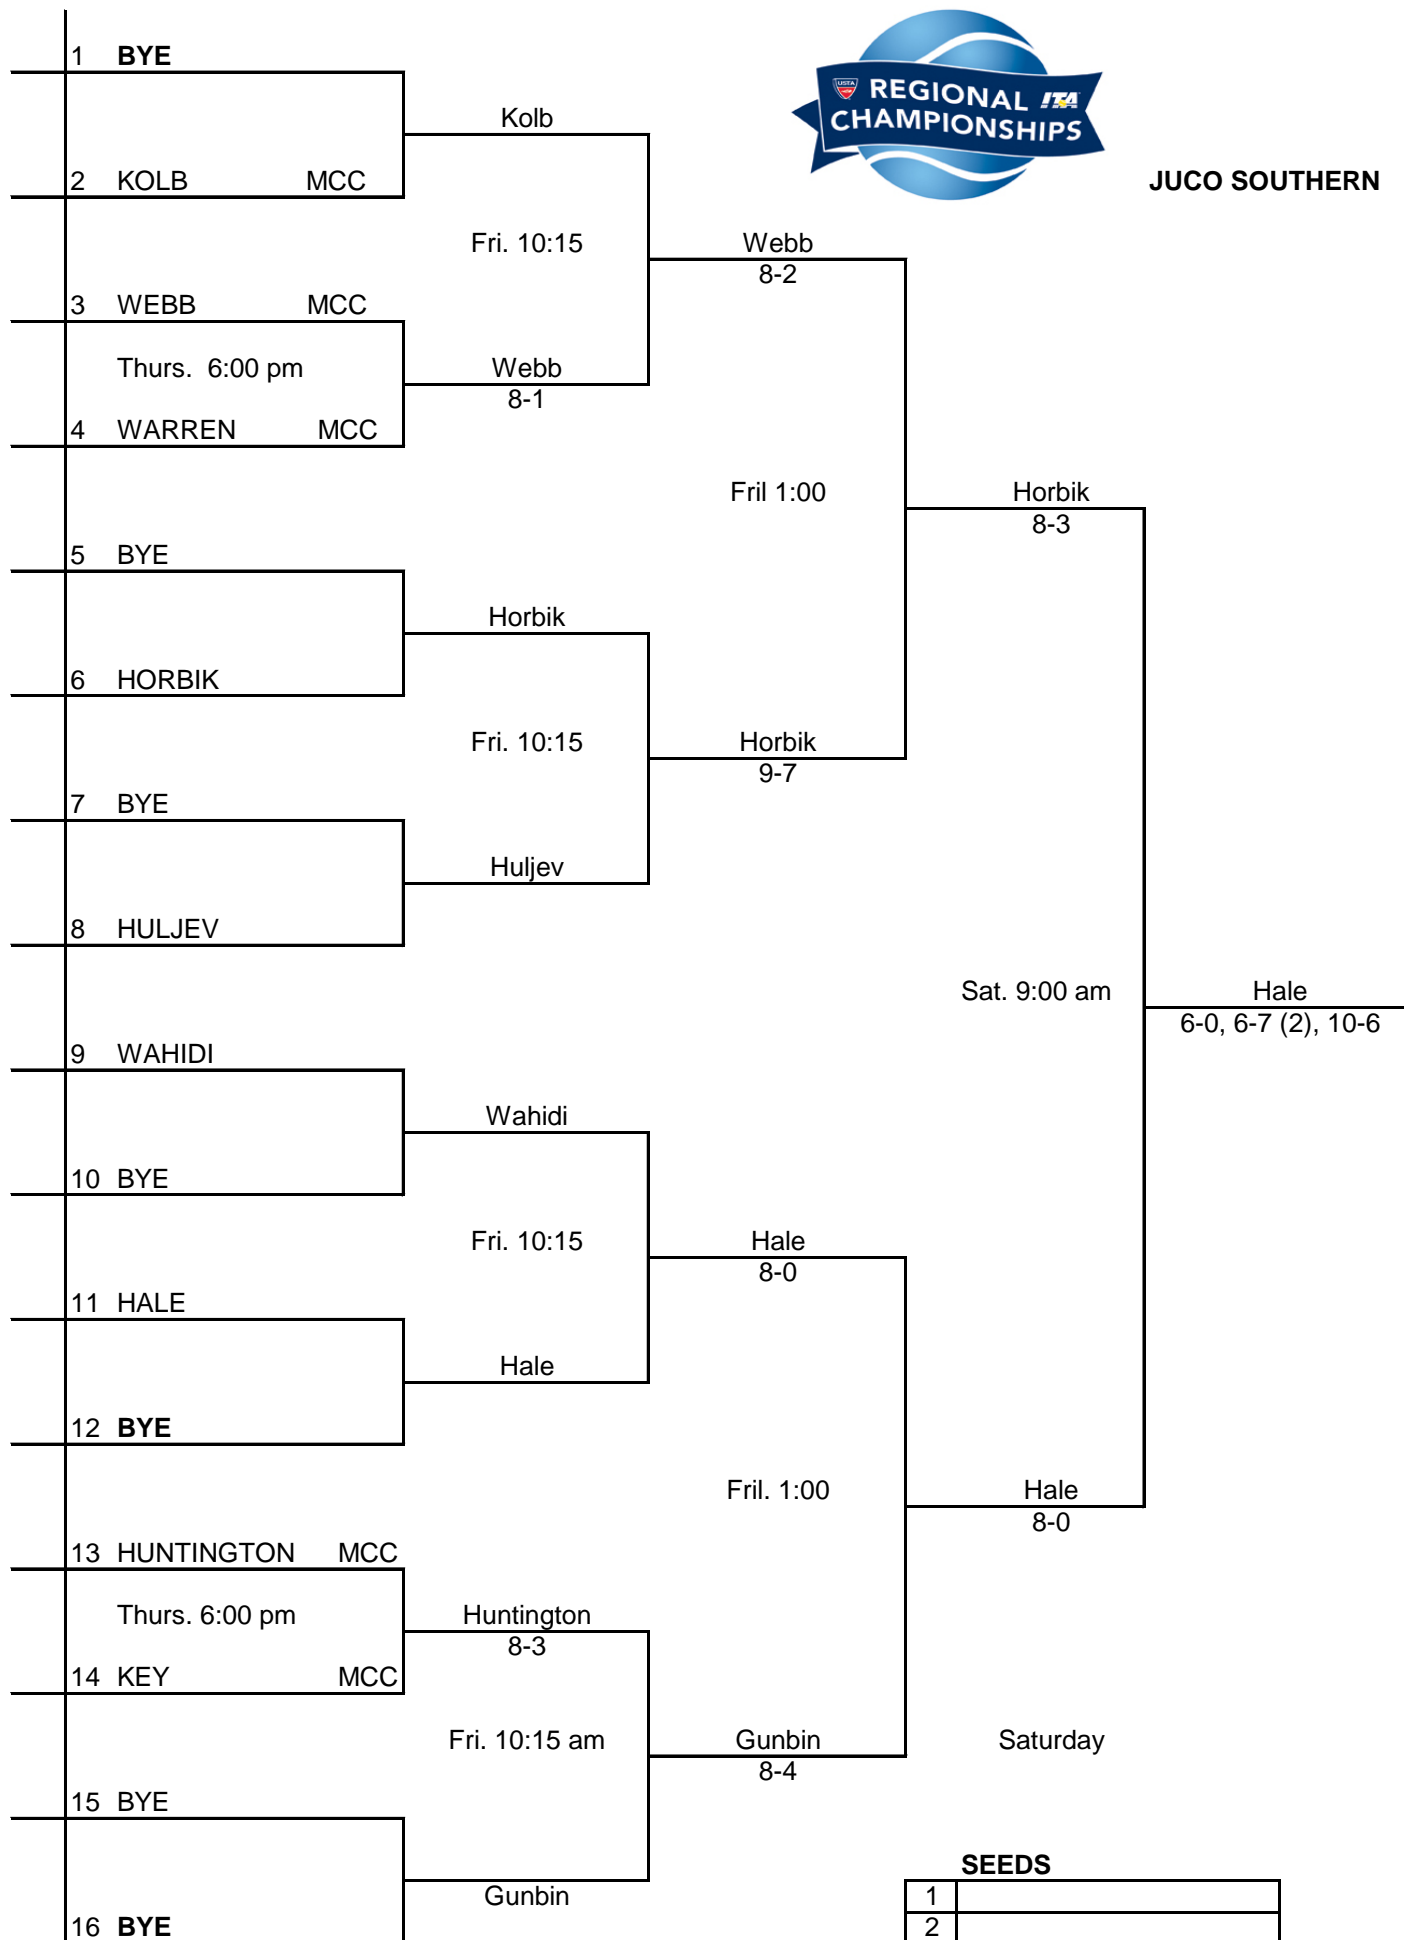 1 BYE
USTA
REGIONAL ITA
CHAMPIONSHIPS
Kolb
2 KOLB MCC
JUCO SOUTHERN
Fri. 10:15
Webb
8-2
3 WEBB MCC
Thurs. 6:00 pm
Webb
8-1
4 WARREN MCC
Fril 1:00
Horbik
8-3
5 BYE
Horbik
6 HORBIK
Fri. 10:15
Horbik
9-7
7 BYE
Huljev
8 HULJEV
Sat. 9:00 am
Hale
6-0, 6-7 (2), 10-6
9 WAHIDI
Wahidi
10 BYE
Fri. 10:15
Hale
8-0
11 HALE
Hale
12 BYE
Fril. 1:00
Hale
8-0
13 HUNTINGTON MCC
Thurs. 6:00 pm
Huntington
8-3
14 KEY MCC
Fri. 10:15 am
Gunbin
8-4
Saturday
15 BYE
SEEDS
Gunbin
1
16 BYE
2